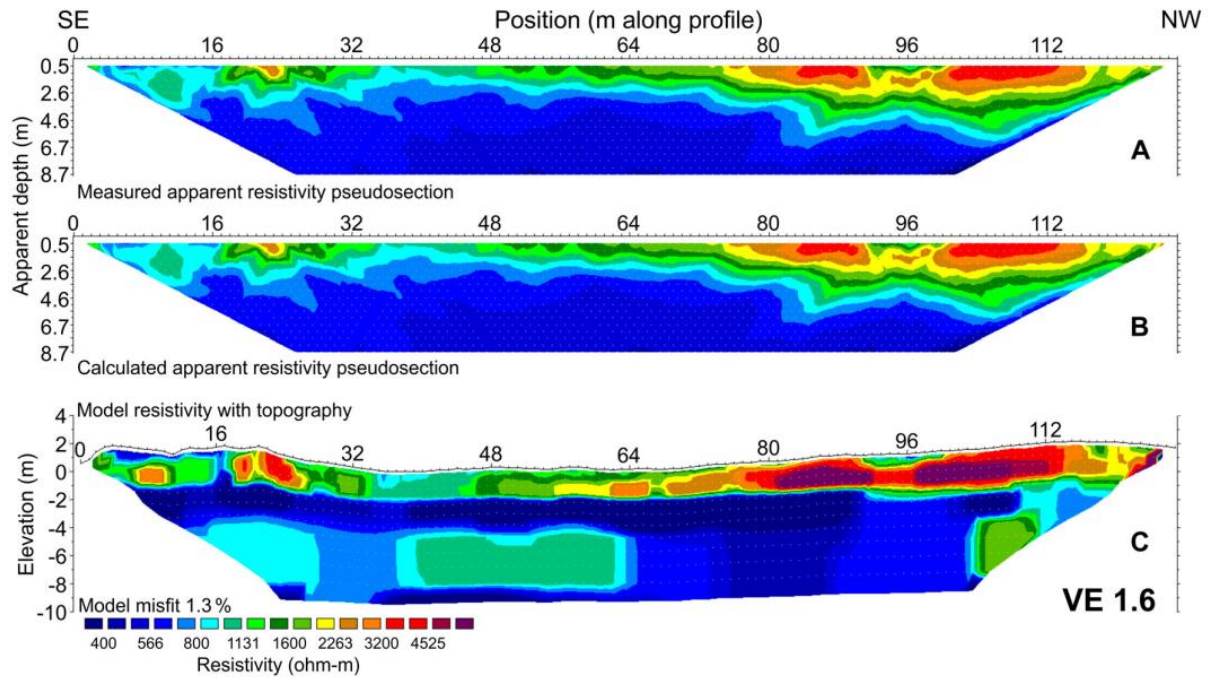 SE Position (m along profile) NW
0 16 32 48 64 80 96 112
0.5
2.6
4.6
6.7
8.7
A
Measured apparent resistivity pseudosection
Apparent depth (m)
0 16 32 48 64 80 96 112
0.5
2.6
4.6
6.7
8.7
B
Calculated apparent resistivity pseudosection
Model resistivity with topography
Elevation (m)
4
2
0
-2
-4
-6
-8
-10
0 16 32 48 64 80 96 112
C
VE 1.6
Model misfit 1.3 %
400 566 800 1131 1600 2263 3200 4525
Resistivity (ohm-m)